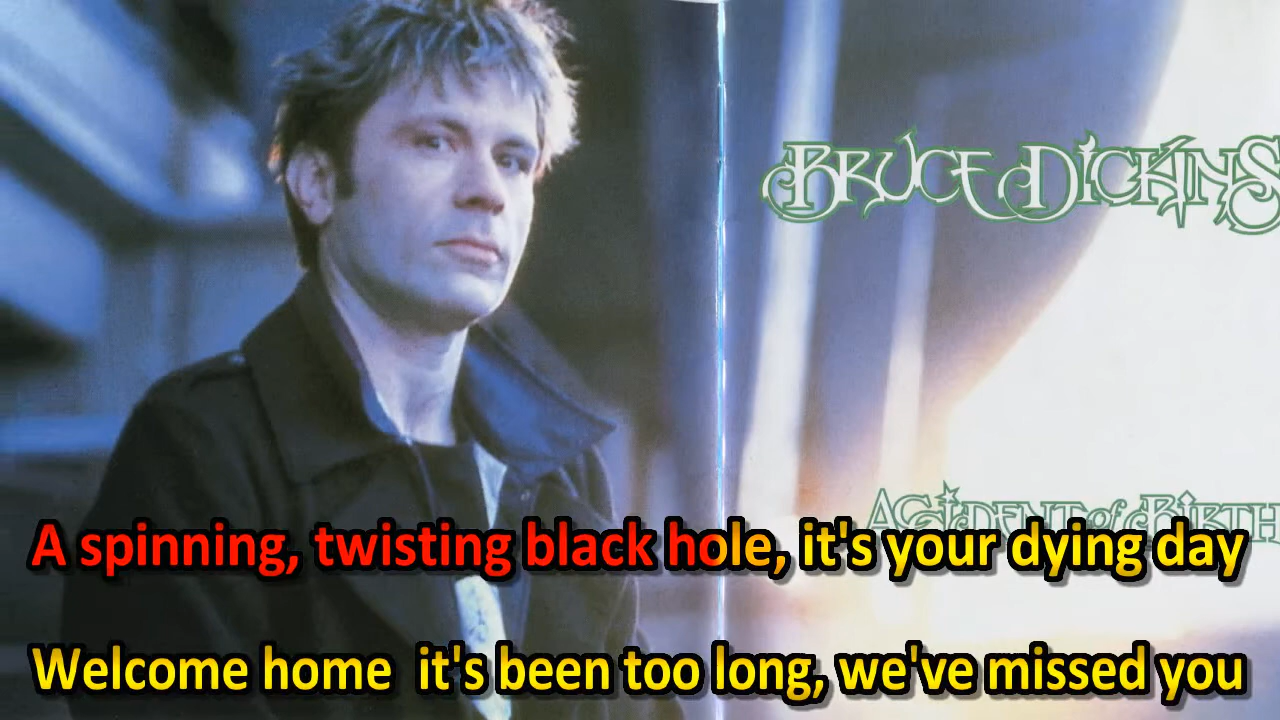 BRUCE DICKINS
ACCIDENT of BIRTH
A spinning, twisting black hole, it's your dying day
Welcome home it's been too long, we've missed you